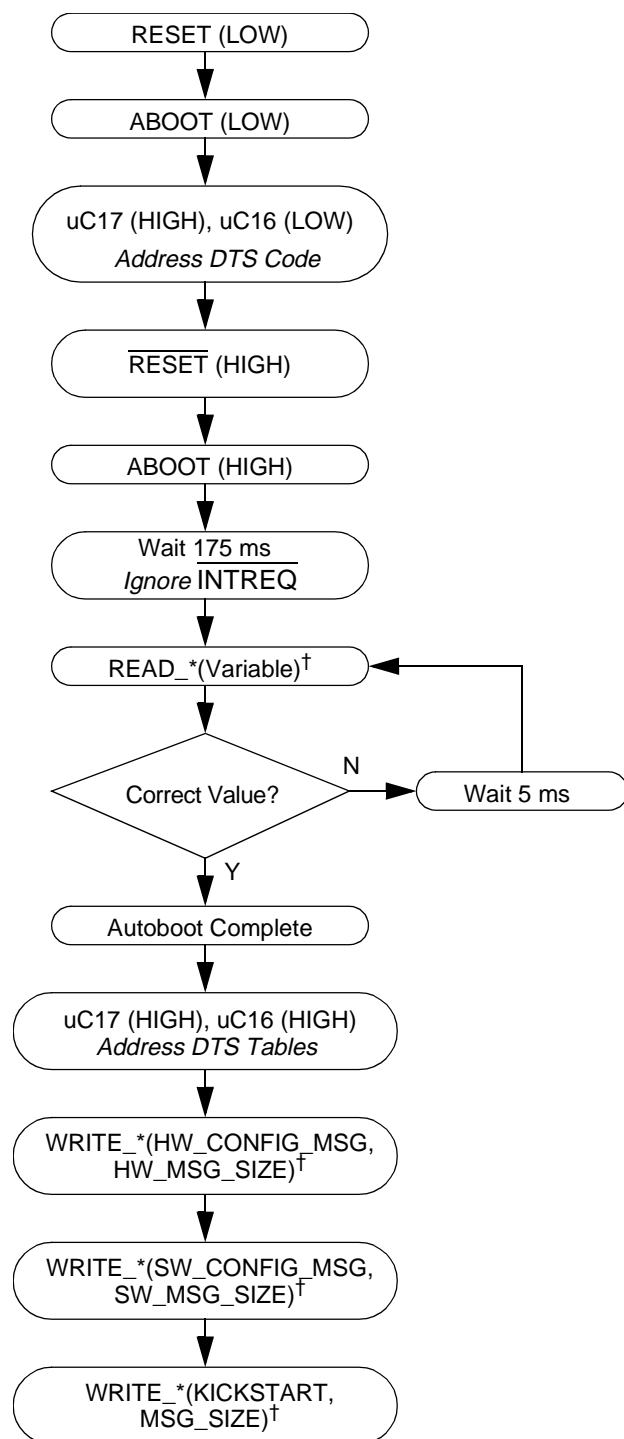 RESET (LOW)
ABOOT (LOW)
uC17 (HIGH), uC16 (LOW)
Address DTS Code
RESET (HIGH)
ABOOT (HIGH)
Wait 175 ms
Ignore INTREQ
READ_*(Variable)†
Correct Value?
N
Wait 5 ms
Y
Autoboot Complete
uC17 (HIGH), uC16 (HIGH)
Address DTS Tables
WRITE_*(HW_CONFIG_MSG,
HW_MSG_SIZE)†
WRITE_*(SW_CONFIG_MSG,
SW_MSG_SIZE)†
WRITE_*(KICKSTART,
MSG_SIZE)†